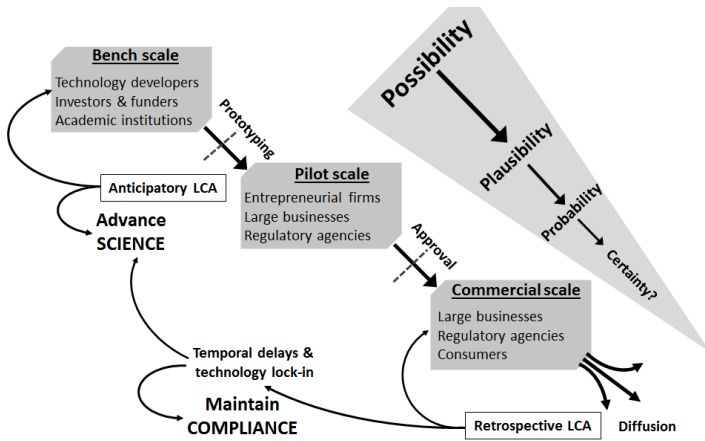 Bench scale
Technology developers
Investors & funders
Academic institutions
Prototyping
Anticipatory LCA
Advance
SCIENCE
Pilot scale
Entrepreneurial firms
Large businesses
Regulatory agencies
Approval
Commercial scale
Large businesses
Regulatory agencies
Consumers
Possibility
Plausibility
Probability
Certainty?
Temporal delays &
technology lock-in
Maintain
COMPLIANCE
Retrospective LCA
Diffusion